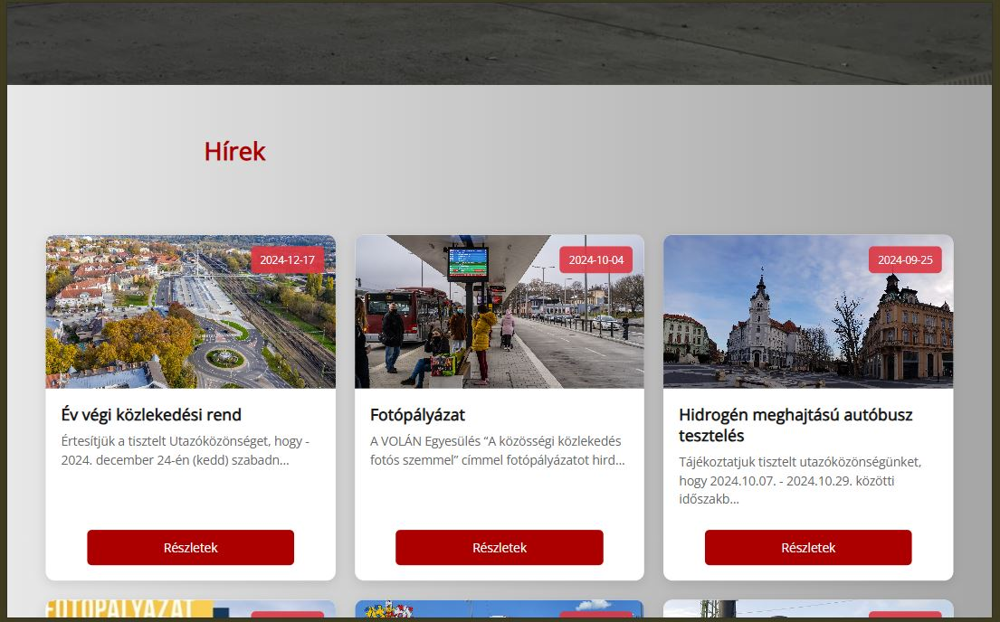 Hírek
2024-12-17
Év végi közlekedési rend
Értesítjük a tisztelt Utazóközönséget, hogy -
2024. december 24-én (kedd) szabadn...
Részletek
2024-10-04
Fotópályázat
A VOLÁN Egyesülés “A közösségi közlekedés
fotós szemmel” címmel fotópályázatot hird...
Részletek
2024-09-25
Hidrogén meghajtású autóbusz
tesztelés
Tájékoztatjuk tisztelt utazóközönségünket,
hogy 2024.10.07. - 2024.10.29. közötti
időszakb...
Részletek
FOTÓPÁLYÁZAT